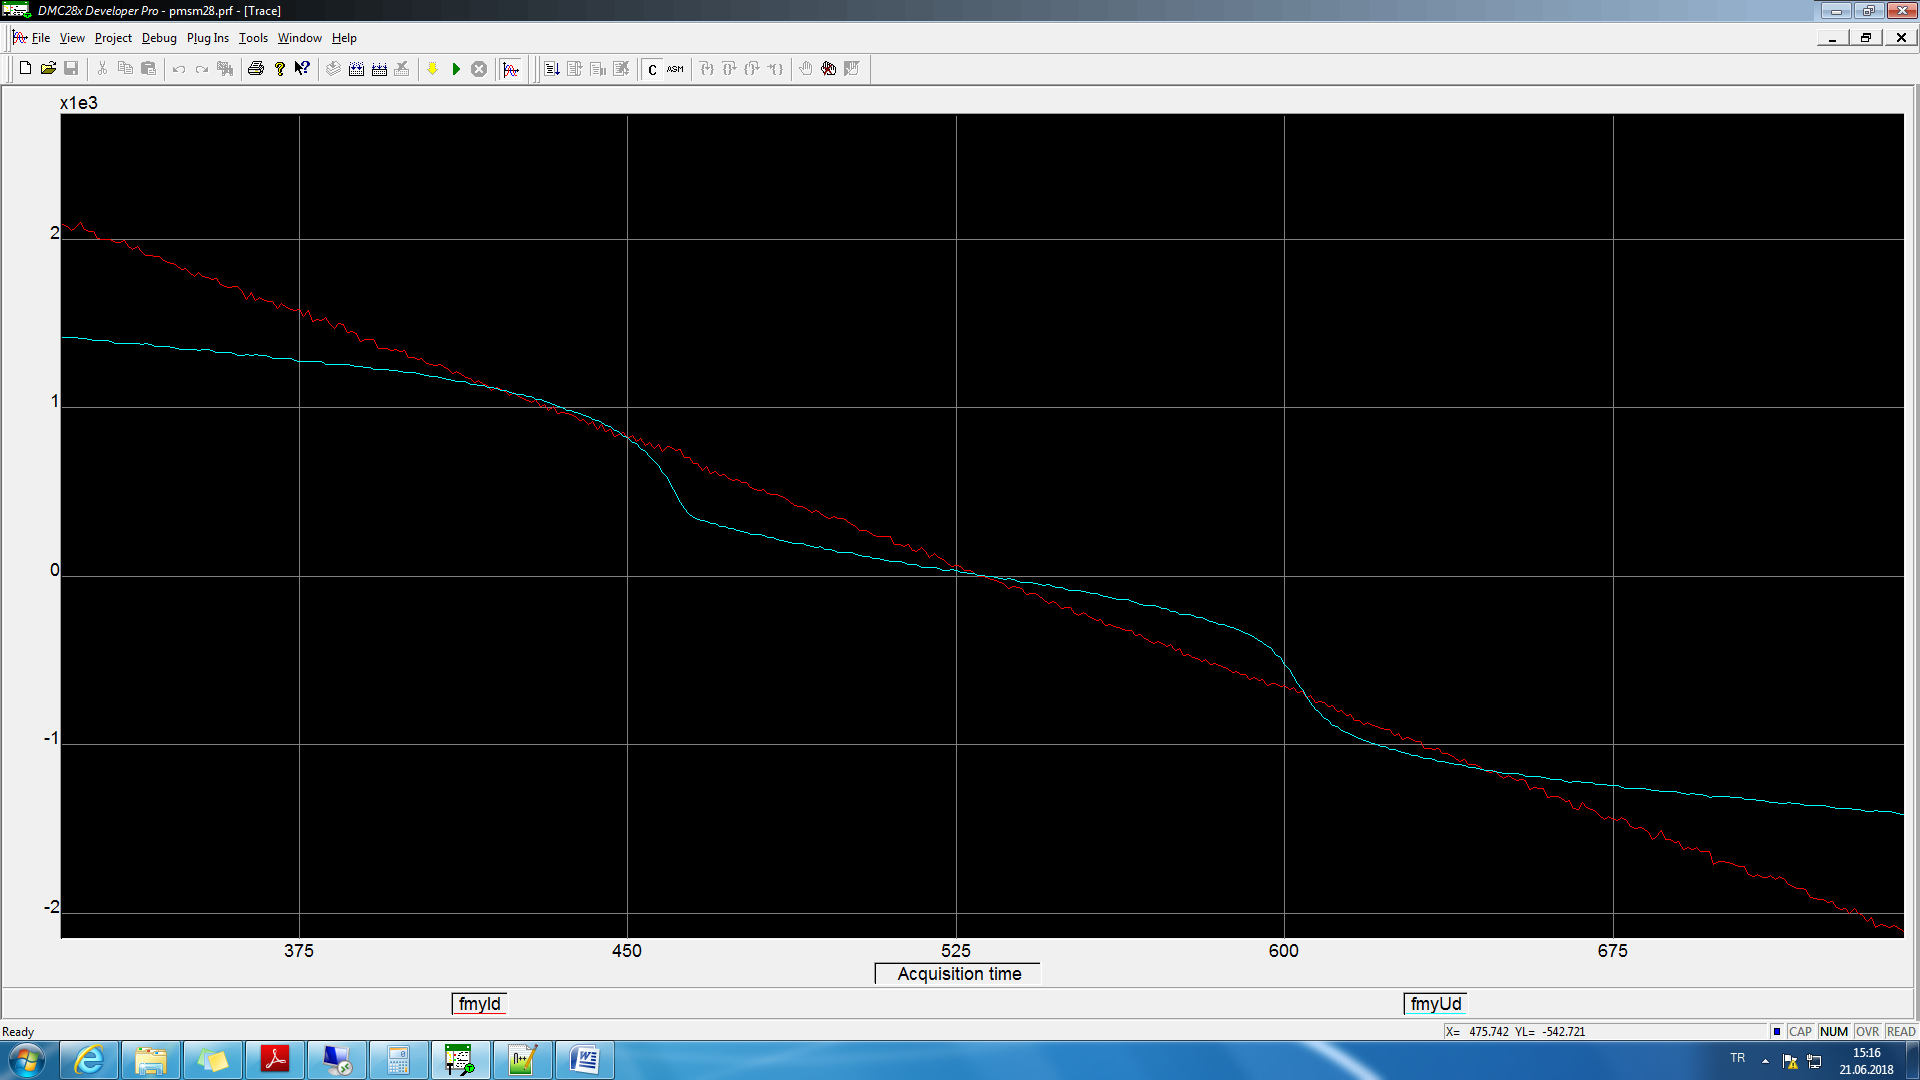 DMC28x Developer Pro - pmsm28.prf - [Trace]
File View Project Debug Plug Ins Tools Window Help
C ASM
x1e3
2
1
0
-1
-2
375 450 525 600 675
Acquisition time
fmyId fmyUd
Ready X= 475.742 YL= -542.721 CAP NUM OVR READ
TR 15:16
21.06.2018